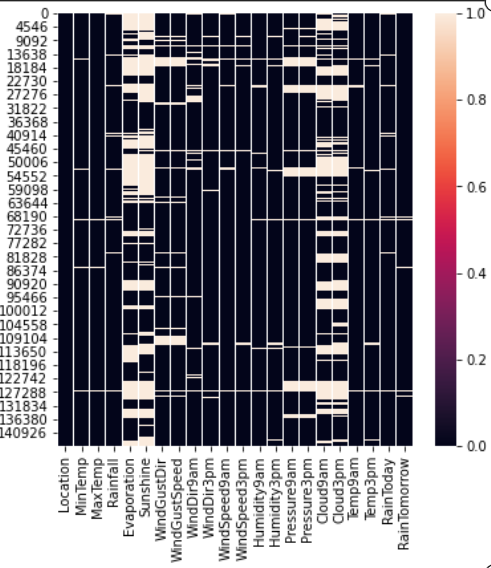 0
4546
9092
13638
18184
22730
27276
31822
36368
40914
45460
50006
54552
59098
63644
68190
72736
77282
81828
86374
90920
95466
100012
104558
109104
113650
118196
122742
127288
131834
136380
140926
Location
MinTemp
MaxTemp
Rainfall
Evaporation
Sunshine
WindGustDir
WindGustSpeed
WindDir9am
WindDir3pm
WindSpeed9am
WindSpeed3pm
Humidity9am
Humidity3pm
Pressure9am
Pressure3pm
Cloud9am
Cloud3pm
Temp9am
Temp3pm
RainToday
RainTomorrow
1.0
0.8
0.6
0.4
0.2
0.0